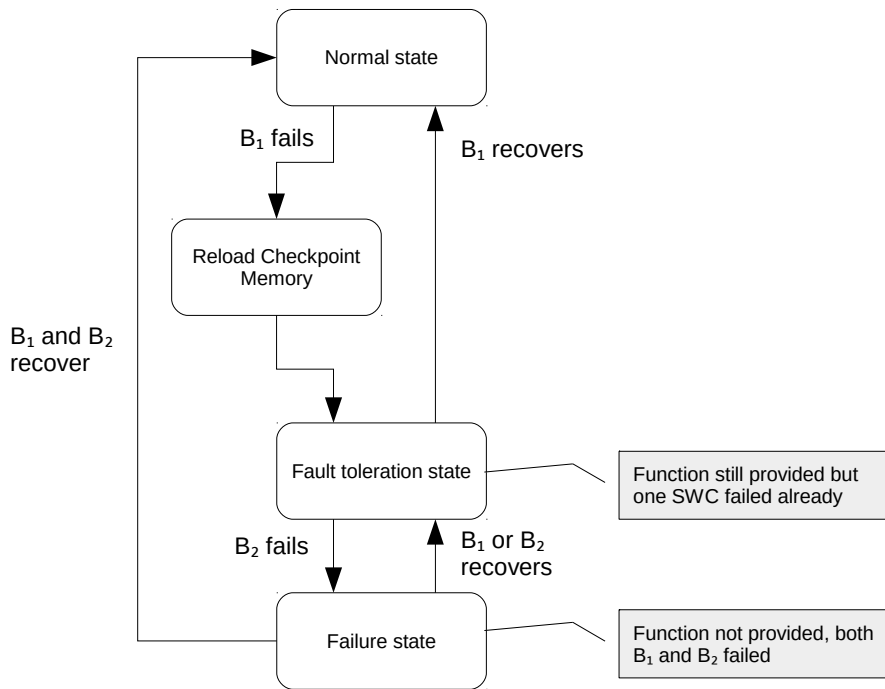 Normal state
B₁ fails
B₁ recovers
Reload Checkpoint
Memory
B₁ and B₂
recover
Fault toleration state
Function still provided but
one SWC failed already
B₂ fails
B₁ or B₂
recovers
Failure state
Function not provided, both
B₁ and B₂ failed